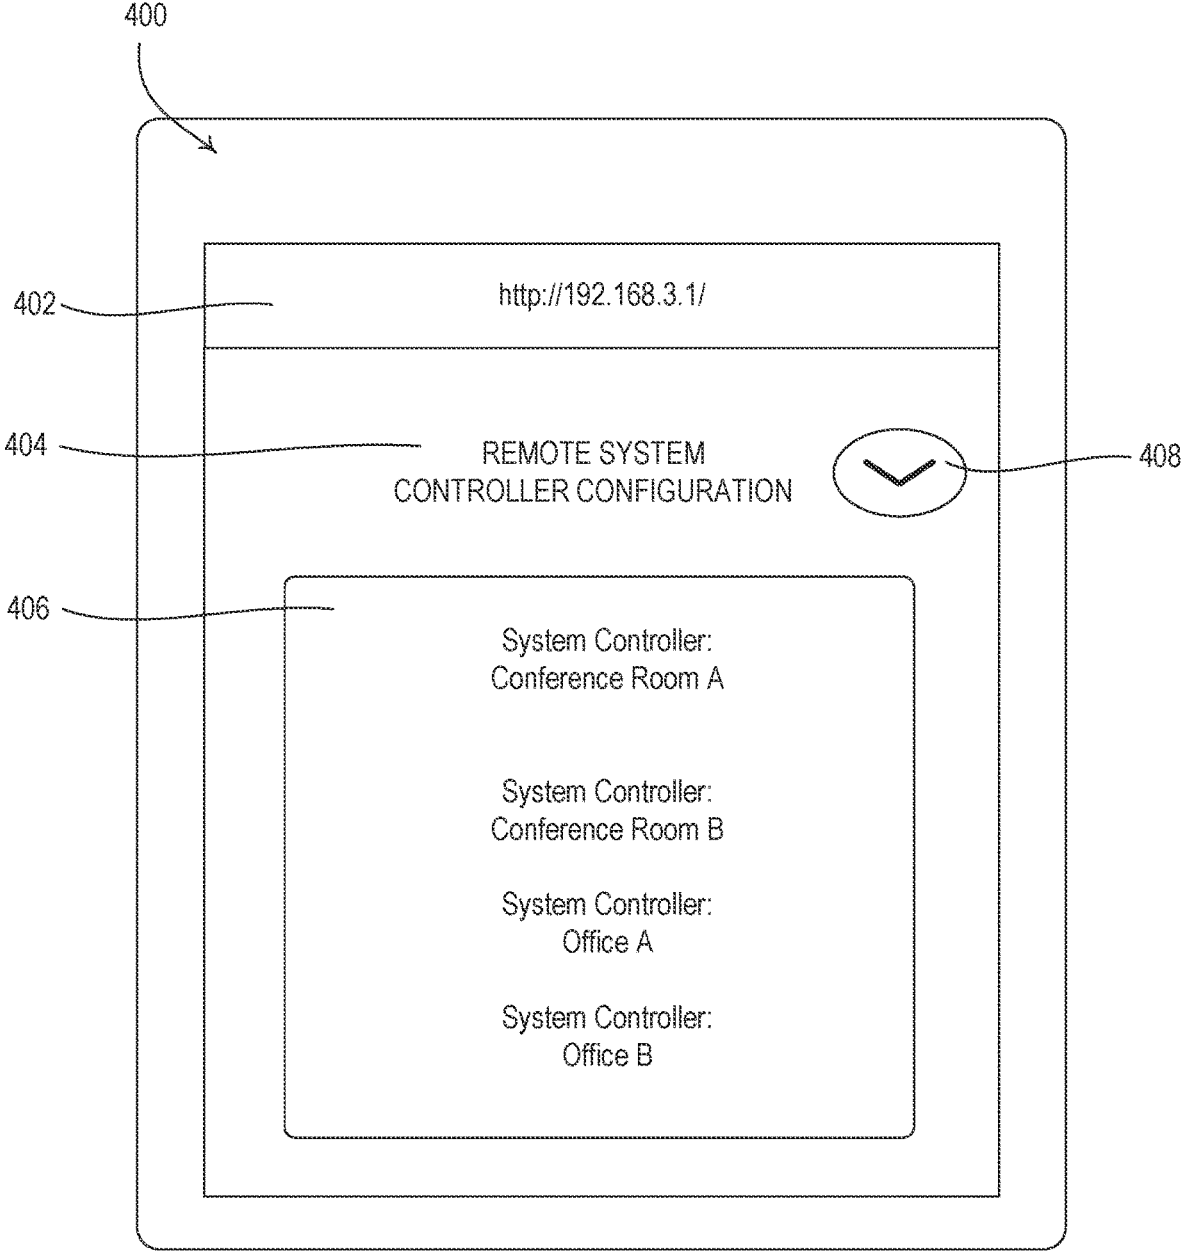 400
402
http://192.168.3.1/
404
REMOTE SYSTEM
CONTROLLER CONFIGURATION
408
406
System Controller:
Conference Room A
System Controller:
Conference Room B
System Controller:
Office A
System Controller:
Office B